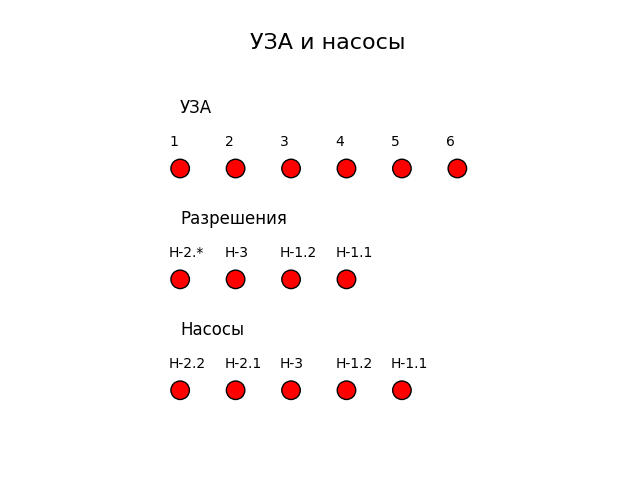 УЗА и насосы
УЗА
1 2 3 4 5 6
Разрешения
Н-2.* Н-3 Н-1.2 Н-1.1
Насосы
Н-2.2 Н-2.1 Н-3 Н-1.2 Н-1.1